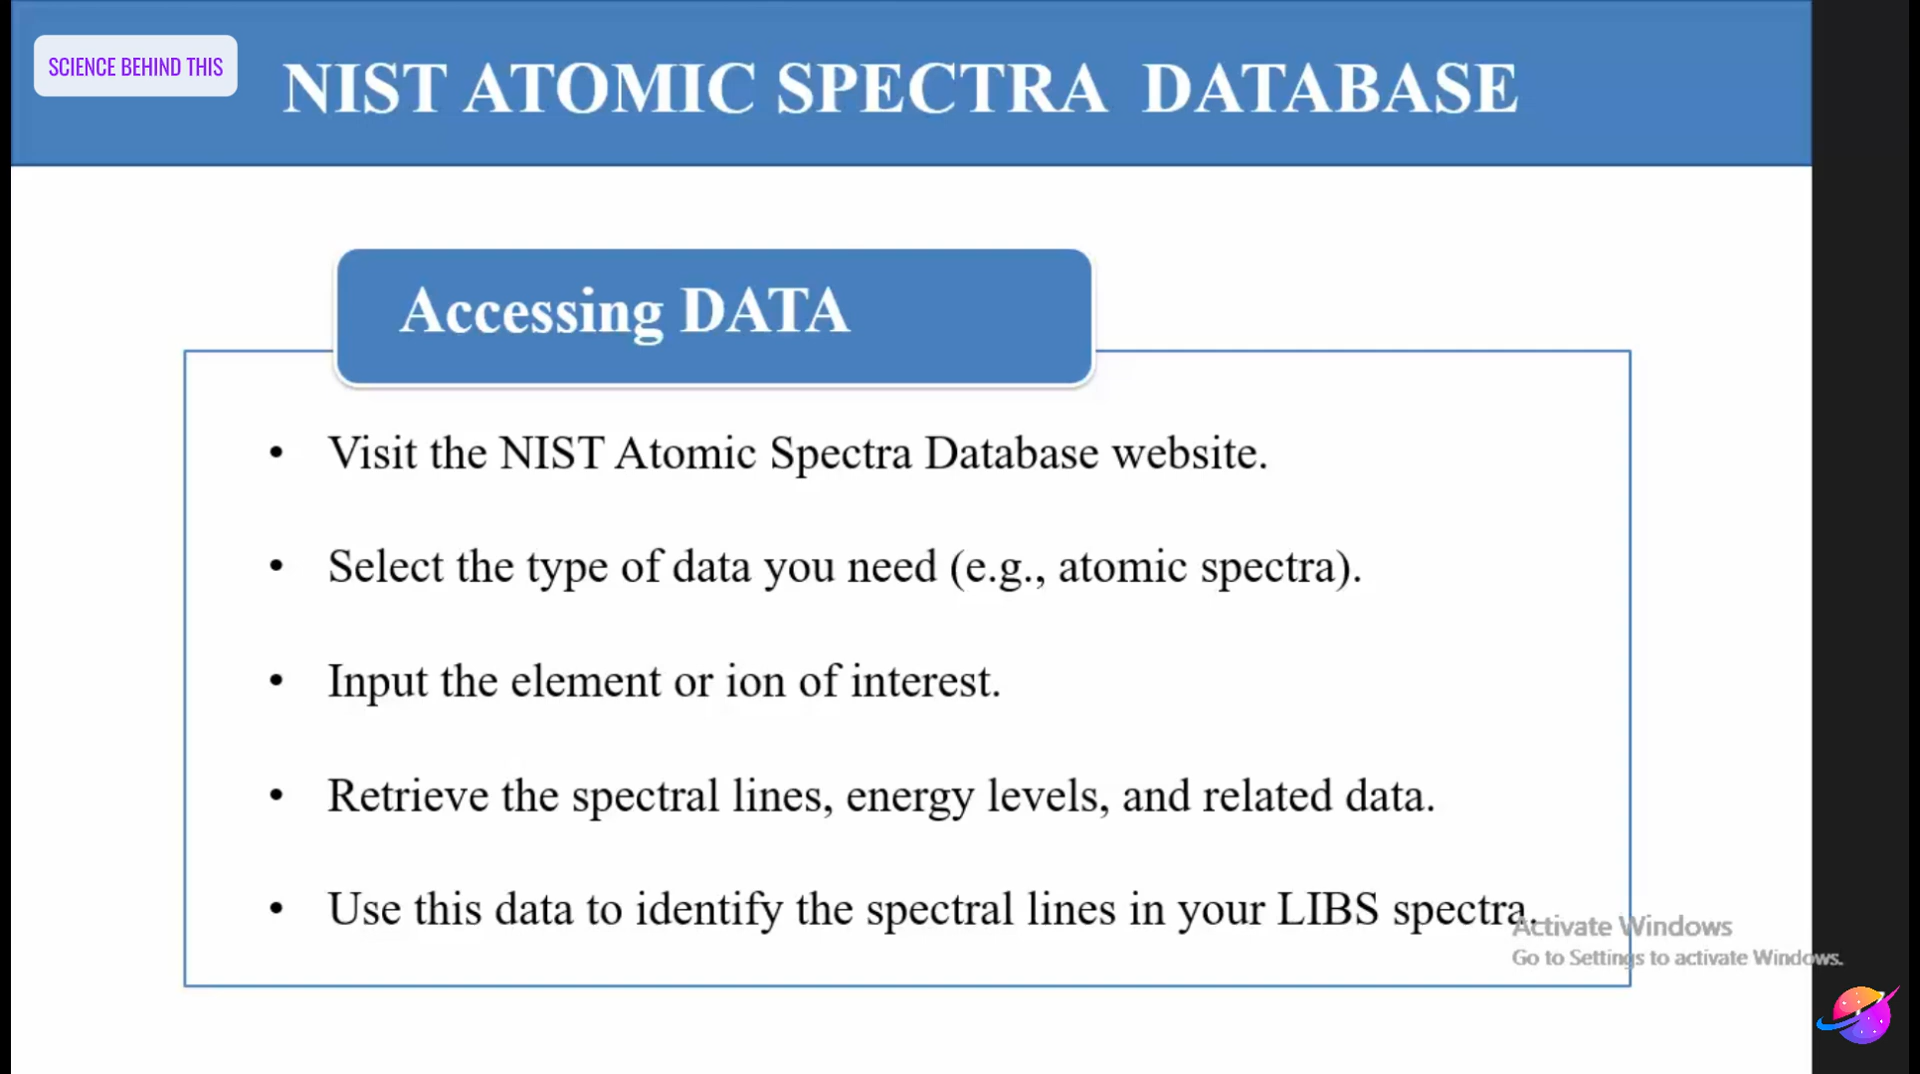 SCIENCE BEHIND THIS
NIST ATOMIC SPECTRA DATABASE
Accessing DATA
• Visit the NIST Atomic Spectra Database website.
• Select the type of data you need (e.g., atomic spectra).
• Input the element or ion of interest.
• Retrieve the spectral lines, energy levels, and related data.
• Use this data to identify the spectral lines in your LIBS spectra.
Activate Windows
Go to Settings to activate Windows.